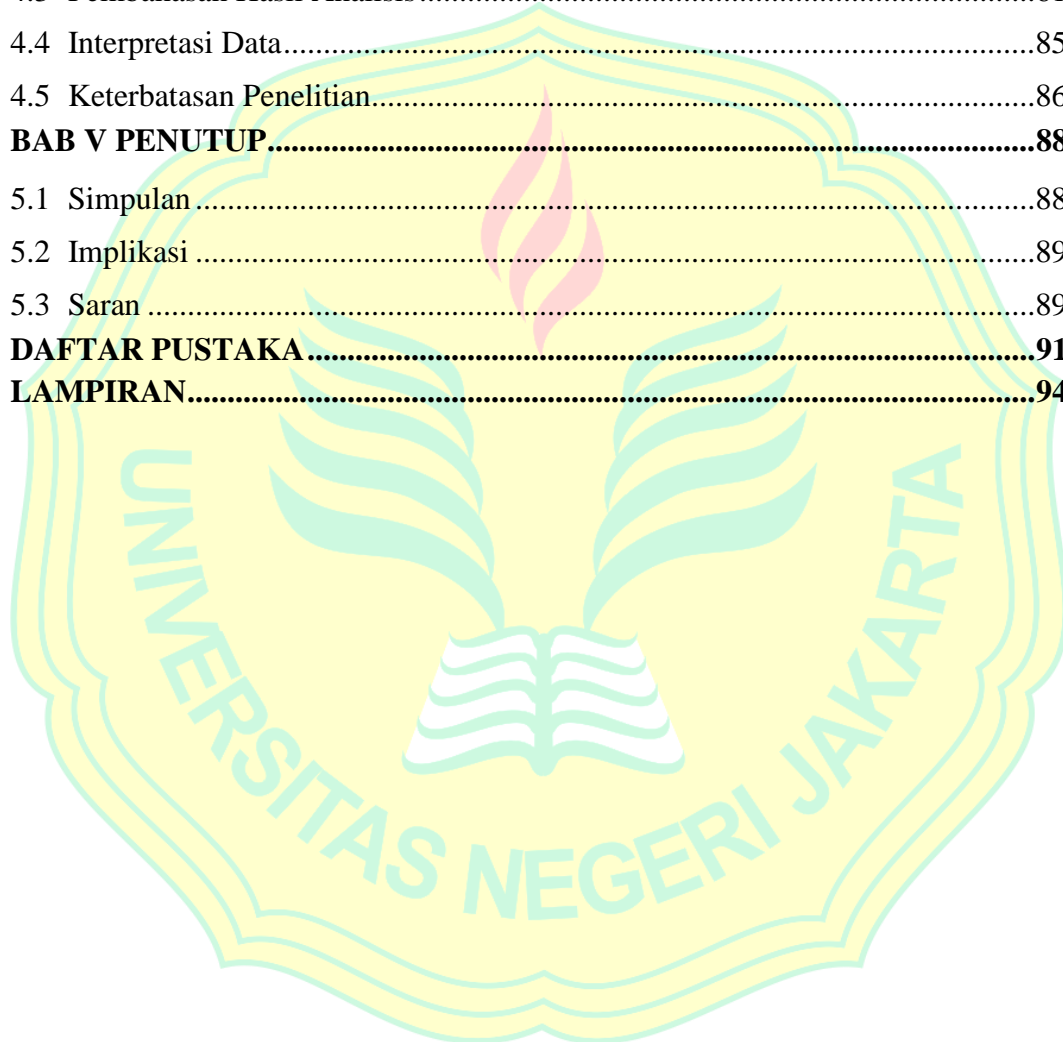 4.4 Interpretasi Data....................................................................................85
4.5 Keterbatasan Penelitian.........................................................................86
BAB V PENUTUP........................................................................................88
5.1 Simpulan...............................................................................................88
5.2 Implikasi...............................................................................................89
5.3 Saran.....................................................................................................89
DAFTAR PUSTAKA...................................................................................91
LAMPIRAN..................................................................................................94
UNIVERSITAS NEGERI JAKARTA